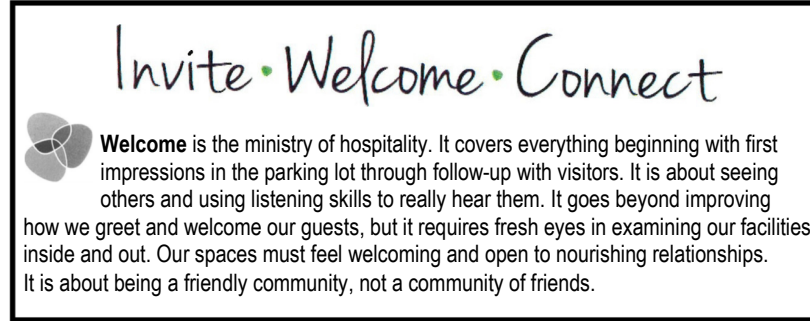 Invite • Welcome • Connect
Welcome is the ministry of hospitality. It covers everything beginning with first
impressions in the parking lot through follow-up with visitors. It is about seeing
others and using listening skills to really hear them. It goes beyond improving
how we greet and welcome our guests, but it requires fresh eyes in examining our facilities
inside and out. Our spaces must feel welcoming and open to nourishing relationships.
It is about being a friendly community, not a community of friends.